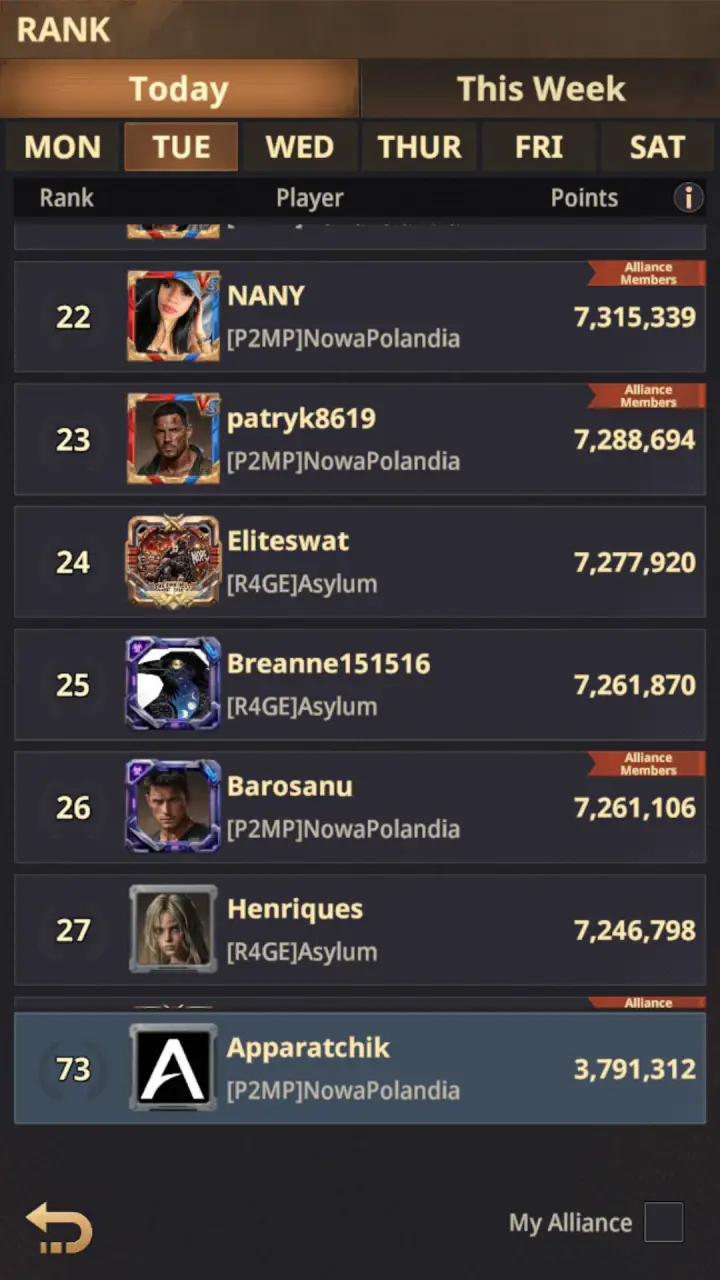 RANK
Today
This Week
MON
TUE
WED
THUR
FRI
SAT
Rank
Player
Points
i
22
VS
NANY
[P2MP]NowaPolandia
Alliance
Members
7,315,339
23
VS
patryk8619
[P2MP]NowaPolandia
Alliance
Members
7,288,694
24
NOPE
Eliteswat
[R4GE]Asylum
7,277,920
25
Breanne151516
[R4GE]Asylum
7,261,870
26
Barosanu
[P2MP]NowaPolandia
Alliance
Members
7,261,106
27
Henriques
[R4GE]Asylum
7,246,798
Alliance
73
A
Apparatchik
[P2MP]NowaPolandia
3,791,312
My Alliance